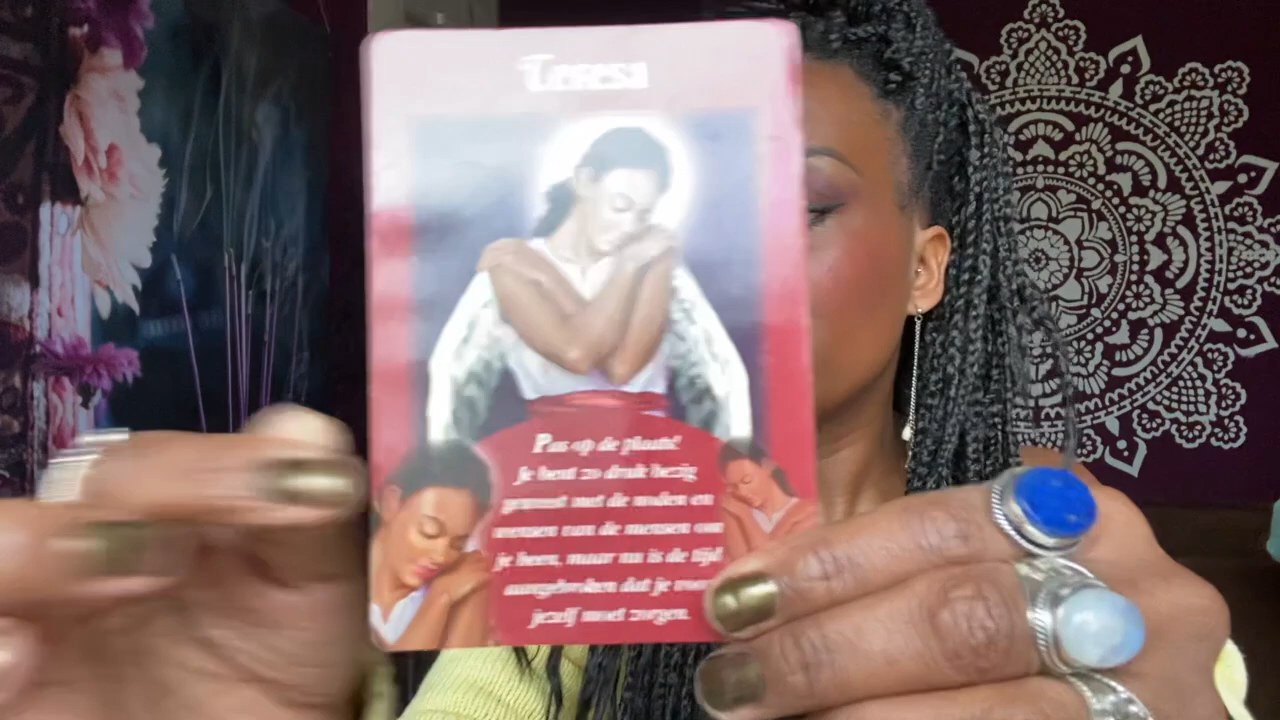 Teresa
Pas op de plaats!
Je bent zo druk bezig
geweest met de noden en
wensen van de mensen om
je heen, maar nu is de tijd
aangebroken dat je voor
jezelf moet zorgen.